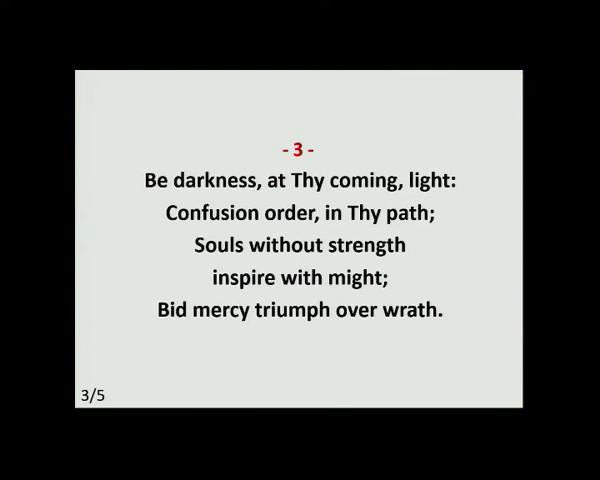 - 3 -
Be darkness, at Thy coming, light:
Confusion order, in Thy path;
Souls without strength
inspire with might;
Bid mercy triumph over wrath.
3/5